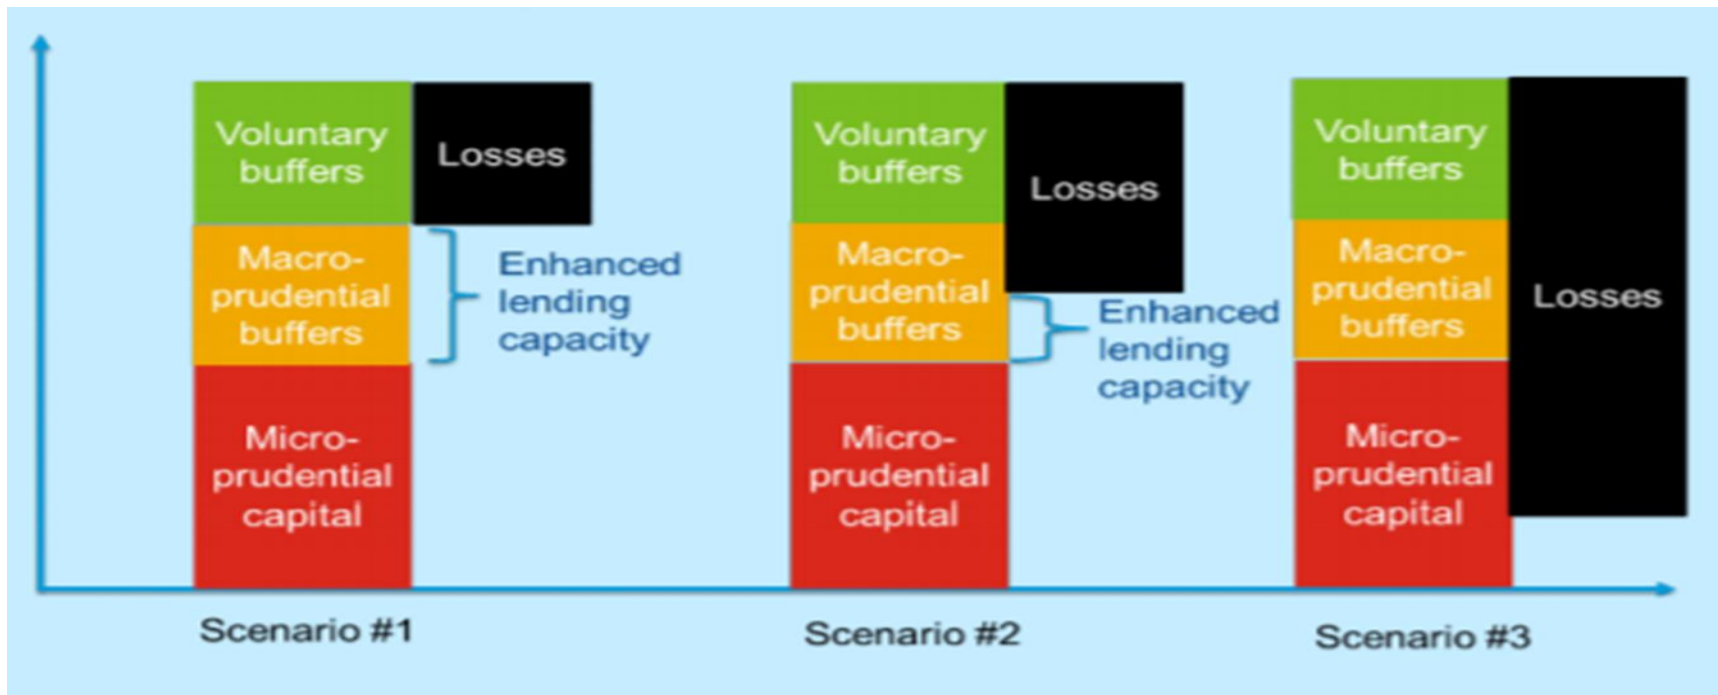 Voluntary
buffers
Losses
Macro-
prudential
buffers
Enhanced
lending
capacity
Micro-
prudential
capital
Scenario #1
Voluntary
buffers
Losses
Macro-
prudential
buffers
Enhanced
lending
capacity
Micro-
prudential
capital
Scenario #2
Voluntary
buffers
Macro-
prudential
buffers
Losses
Micro-
prudential
capital
Scenario #3